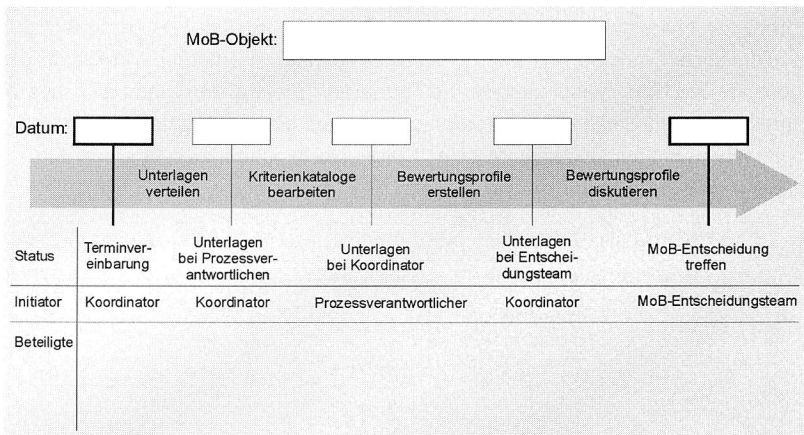 MoB-Objekt:
Datum:
Unterlagen verteilen
Kriterienkataloge bearbeiten
Bewertungsprofile erstellen
Bewertungsprofile diskutieren
Status
Terminver-
einbarung
Unterlagen
bei Prozessver-
antwortlichen
Unterlagen
bei Koordinator
Unterlagen
bei Entschei-
dungsteam
MoB-Entscheidung
treffen
Initiator
Koordinator
Koordinator
Prozessverantwortlicher
Koordinator
MoB-Entscheidungsteam
Beteiligte